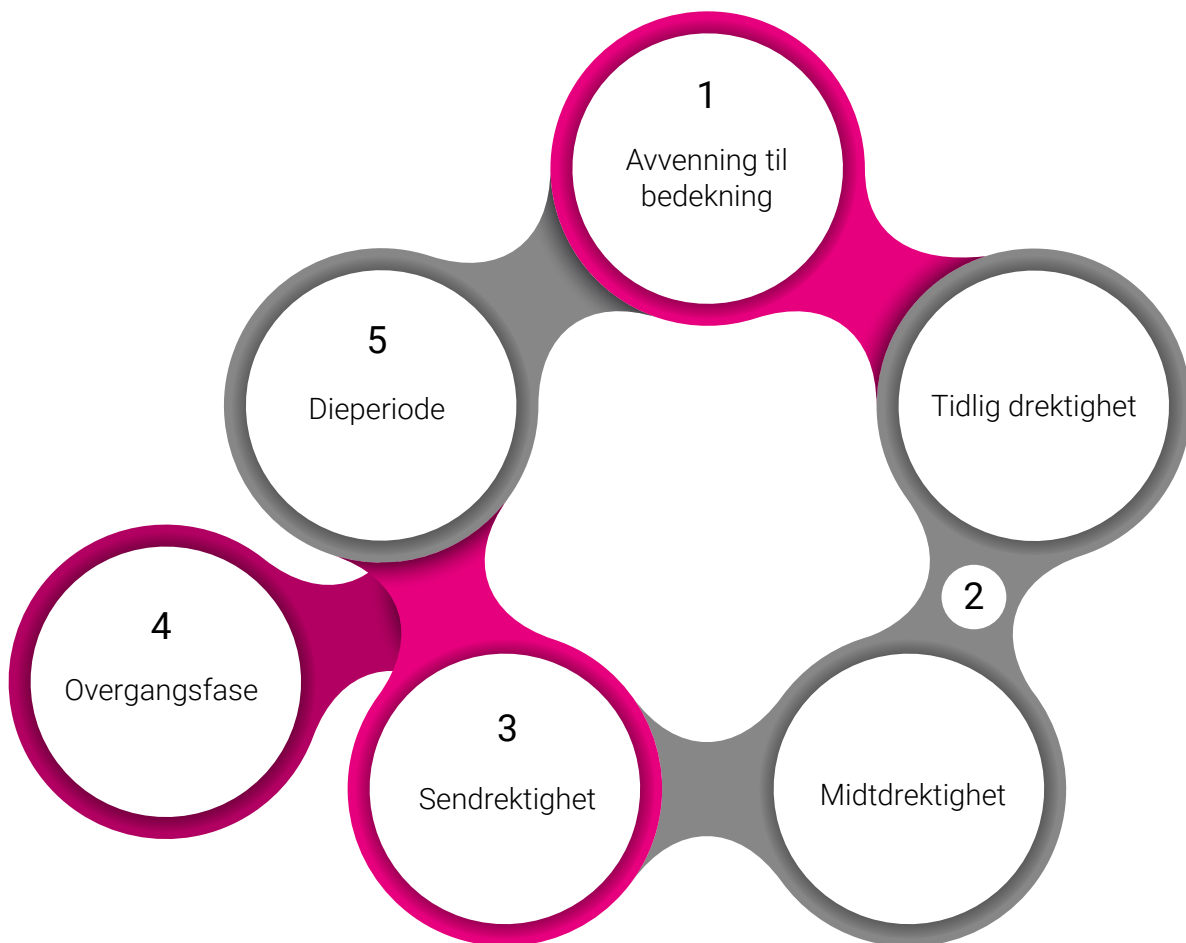 1
Avvenning til
bedekning
Tidlig drektighet
2
Midtdrektighet
3
Sendrektighet
4
Overgangsfase
5
Dieperiode